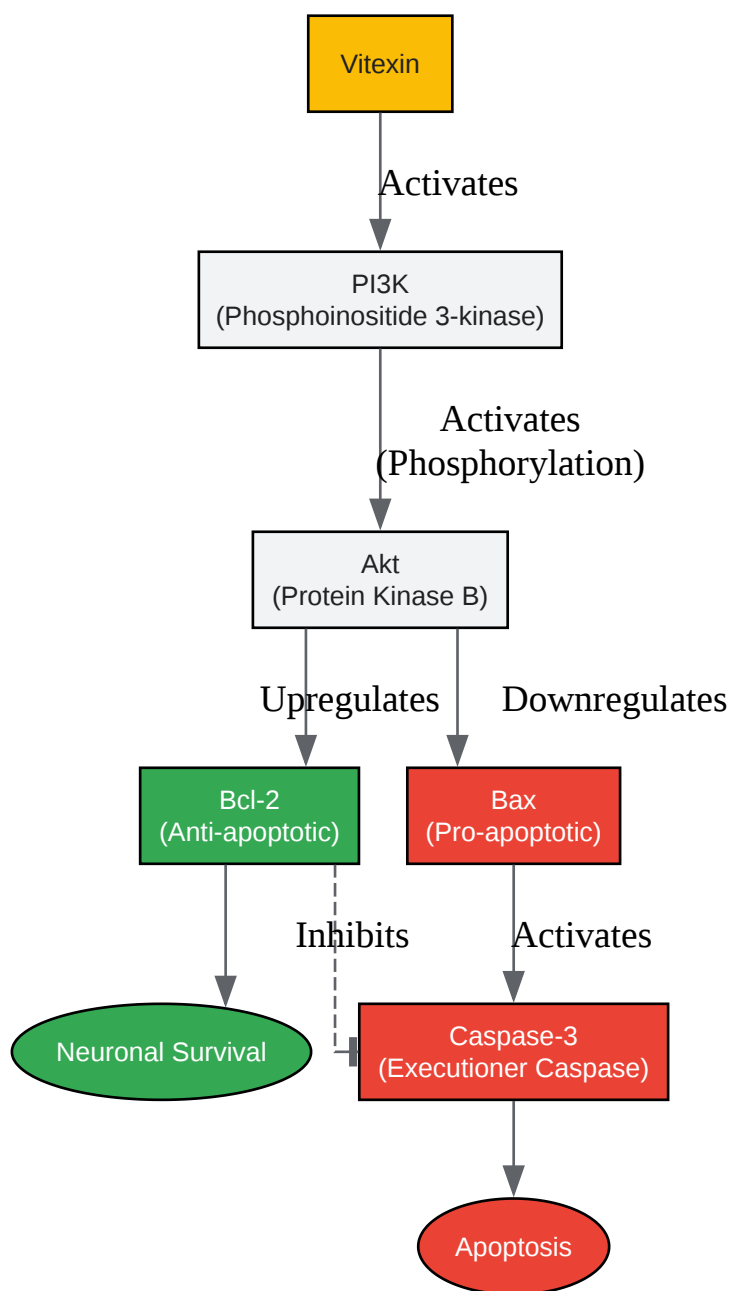 Vitexin
Activates
PI3K
(Phosphoinositide 3-kinase)
Activates
(Phosphorylation)
Akt
(Protein Kinase B)
Upregulates
Downregulates
Bcl-2
(Anti-apoptotic)
Bax
(Pro-apoptotic)
Inhibits
Activates
Neuronal Survival
Caspase-3
(Executioner Caspase)
Apoptosis